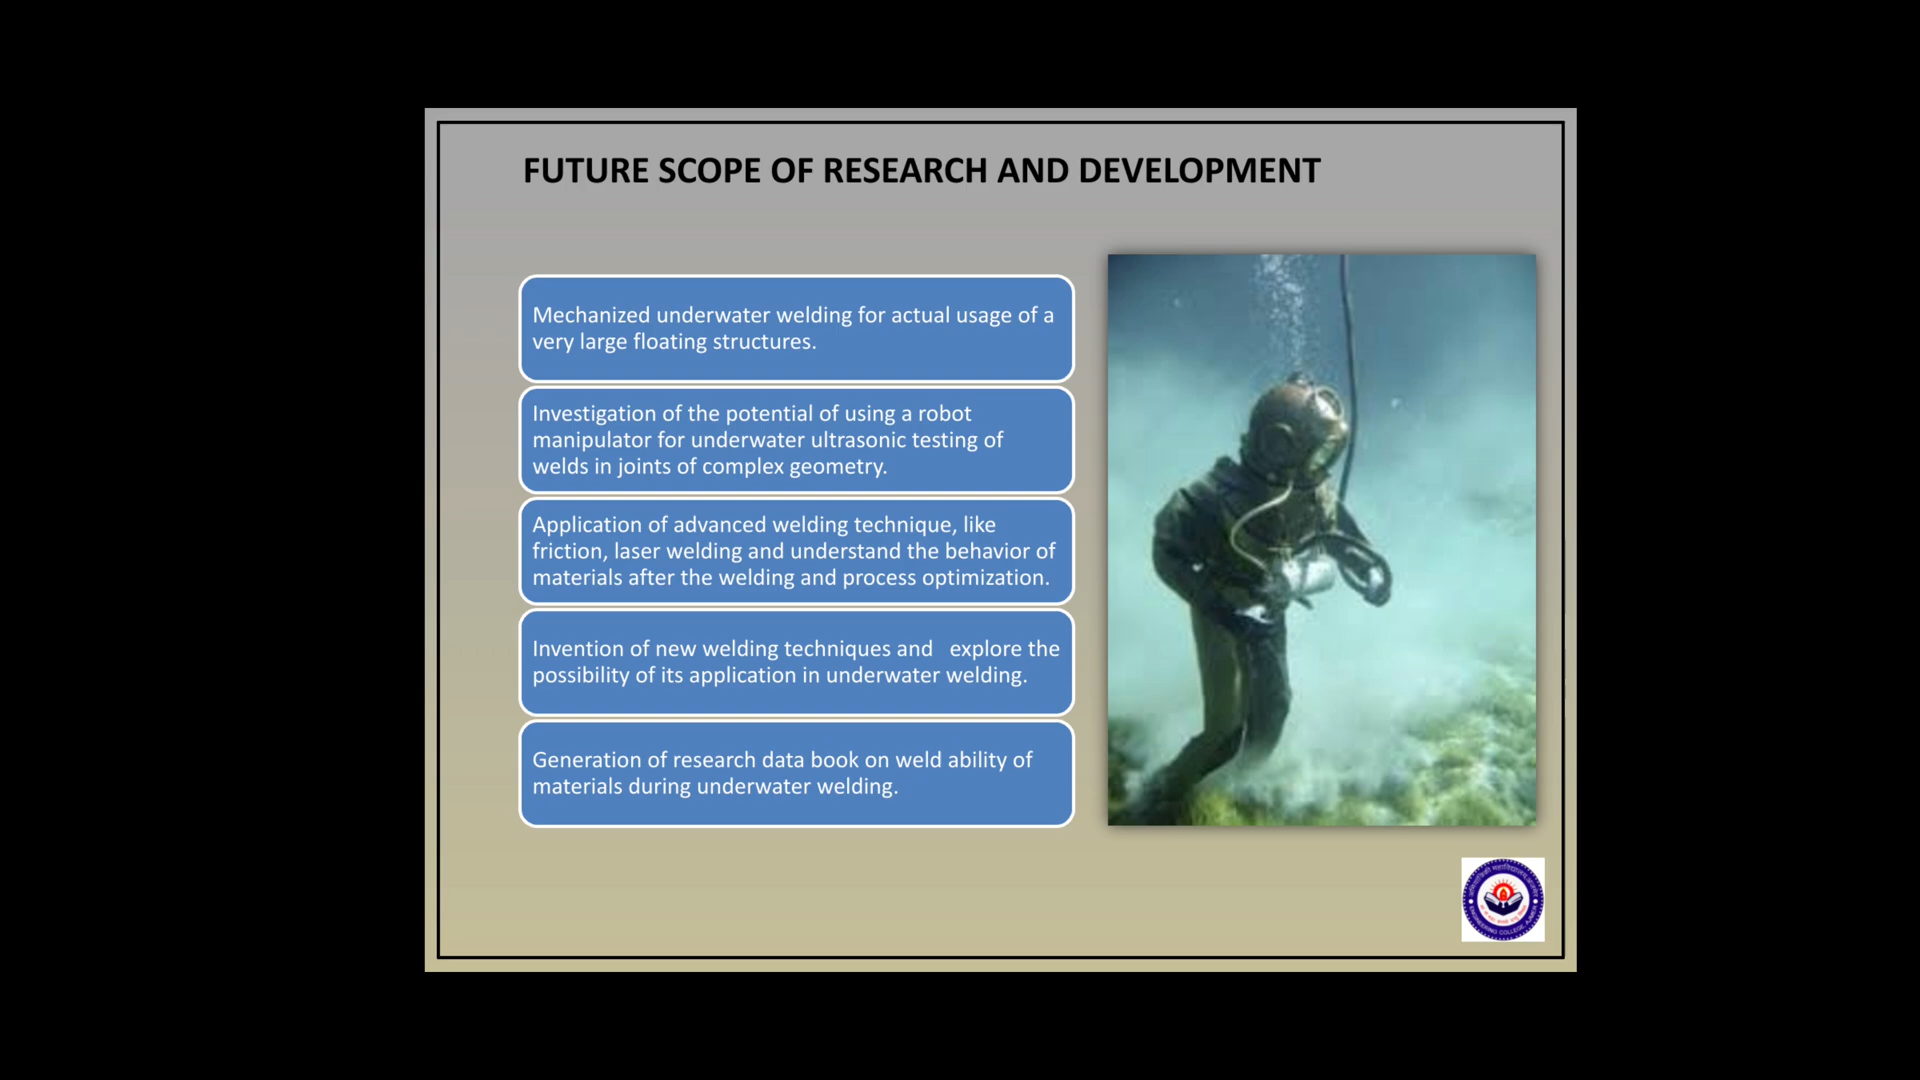 FUTURE SCOPE OF RESEARCH AND DEVELOPMENT
Mechanized underwater welding for actual usage of a
very large floating structures.
Investigation of the potential of using a robot
manipulator for underwater ultrasonic testing of
welds in joints of complex geometry.
Application of advanced welding technique, like
friction, laser welding and understand the behavior of
materials after the welding and process optimization.
Invention of new welding techniques and   explore the
possibility of its application in underwater welding.
Generation of research data book on weld ability of
materials during underwater welding.
ENGINEERING COLLEGE, AJMER